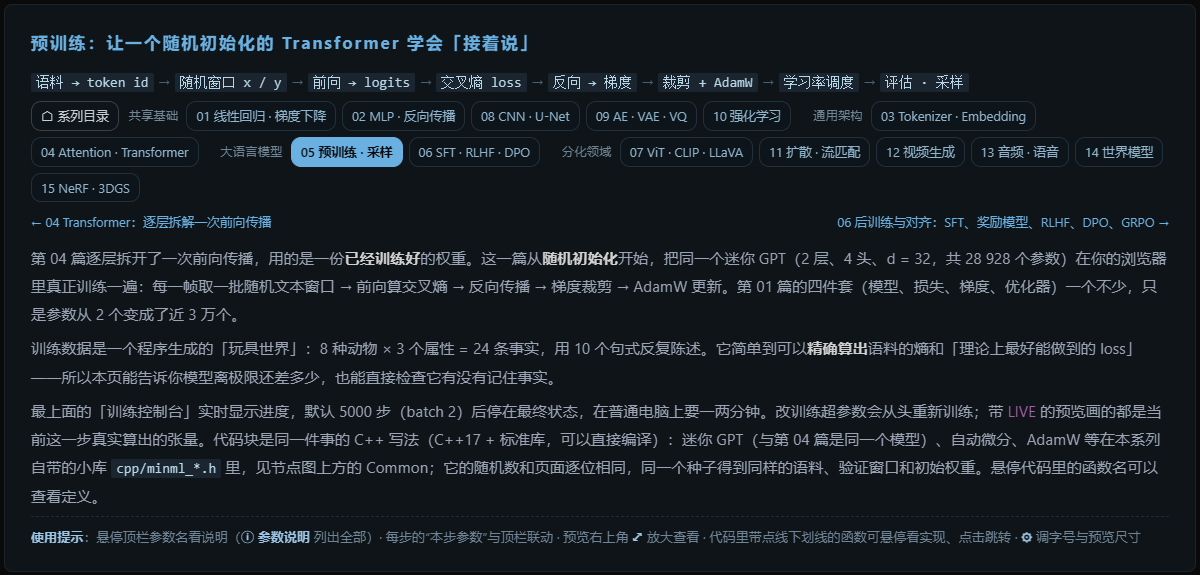 预训练：让一个随机初始化的 Transformer 学会「接着说」
语料 → token id → 随机窗口 x / y → 前向 → logits → 交叉熵 loss → 反向 → 梯度 → 裁剪 + AdamW → 学习率调度 → 评估 · 采样
☖ 系列目录 共享基础 01 线性回归 · 梯度下降 02 MLP · 反向传播 08 CNN · U-Net 09 AE · VAE · VQ 10 强化学习 通用架构 03 Tokenizer · Embedding
04 Attention · Transformer 大语言模型 05 预训练 · 采样 06 SFT · RLHF · DPO 分化领域 07 ViT · CLIP · LLaVA 11 扩散 · 流匹配 12 视频生成 13 音频 · 语音 14 世界模型
15 NeRF · 3DGS
← 04 Transformer：逐层拆解一次前向传播 06 后训练与对齐：SFT、奖励模型、RLHF、DPO、GRPO →
第 04 篇逐层拆开了一次前向传播，用的是一份已经训练好的权重。这一篇从随机初始化开始，把同一个迷你 GPT（2 层、4 头、d = 32，共 28 928 个参数）在你的浏览器
里真正训练一遍：每一帧取一批随机文本窗口 → 前向算交叉熵 → 反向传播 → 梯度裁剪 → AdamW 更新。第 01 篇的四件套（模型、损失、梯度、优化器）一个不少，只
是参数从 2 个变成了近 3 万个。
训练数据是一个程序生成的「玩具世界」：8 种动物 × 3 个属性 = 24 条事实，用 10 个句式反复陈述。它简单到可以精确算出语料的熵和「理论上最好能做到的 loss」
——所以本页能告诉你模型离极限还差多少，也能直接检查它有没有记住事实。
最上面的「训练控制台」实时显示进度，默认 5000 步（batch 2）后停在最终状态，在普通电脑上要一两分钟。改训练超参数会从头重新训练；带 LIVE 的预览画的都是当
前这一步真实算出的张量。代码块是同一件事的 C++ 写法（C++17 + 标准库，可以直接编译）：迷你 GPT（与第 04 篇是同一个模型）、自动微分、AdamW 等在本系列
自带的小库 cpp/minml_*.h 里，见节点图上方的 Common；它的随机数和页面逐位相同，同一个种子得到同样的语料、验证窗口和初始权重。悬停代码里的函数名可以
查看定义。
使用提示：悬停顶栏参数名看说明（ⓘ 参数说明 列出全部）· 每步的“本步参数”与顶栏联动 · 预览右上角 ⤢ 放大查看 · 代码里带点线下划线的函数可悬停看实现、点击跳转 · ⚙ 调字号与预览尺寸